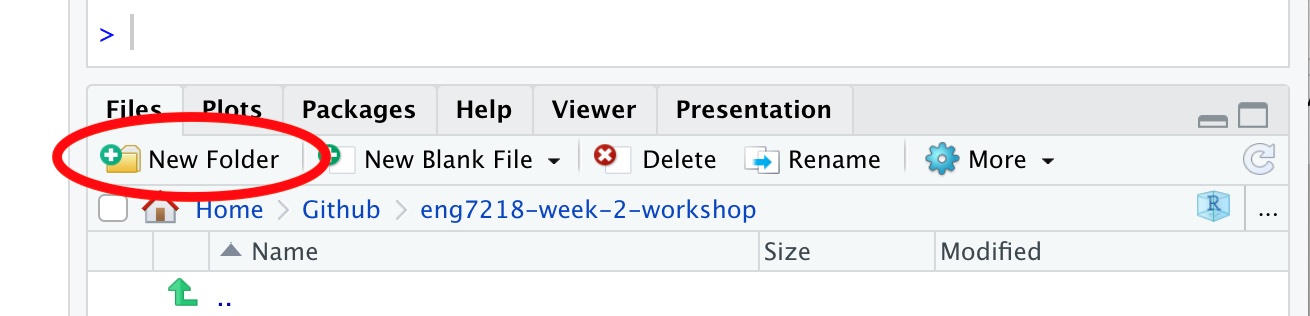 >
Files Plots Packages Help Viewer Presentation
New Folder New Blank File Delete Rename More
Home Github eng7218-week-2-workshop R ...
Name Size Modified
..